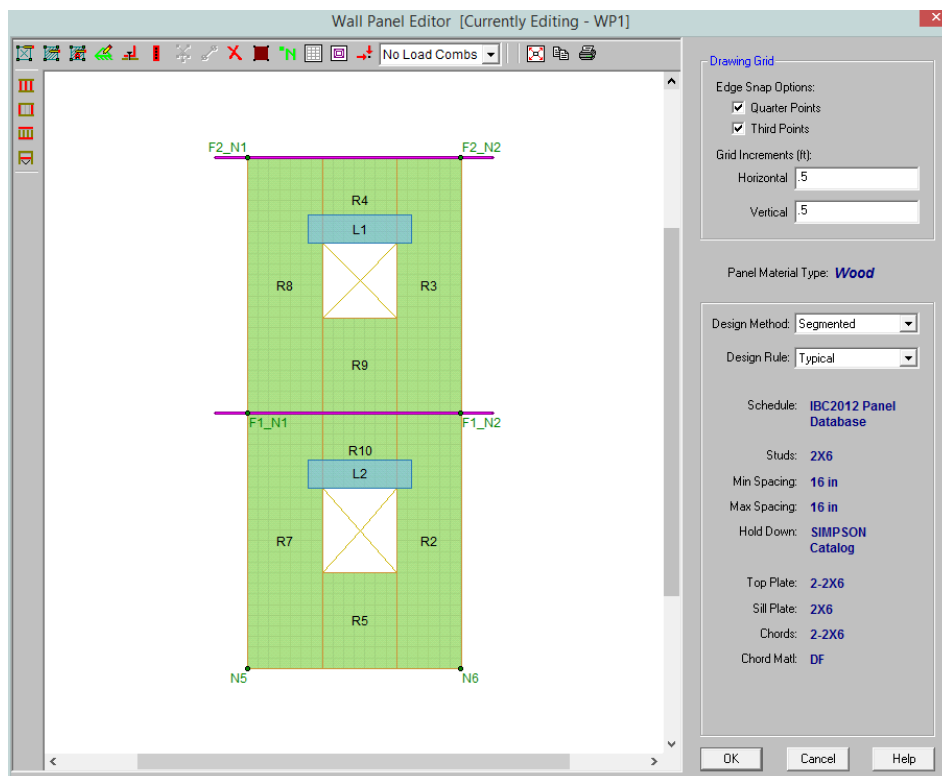 Wall Panel Editor [Currently Editing - WP1]
No Load Combs
N
F2_N1
F2_N2
R4
L1
R8
R3
R9
F1_N1
F1_N2
R10
L2
R7
R2
R5
N5
N6
Drawing Grid
Edge Snap Options:
Quarter Points
Third Points
Grid Increments (ft):
Horizontal .5
Vertical .5
Panel Material Type: Wood
Design Method: Segmented
Design Rule: Typical
Schedule: IBC2012 Panel
Database
Studs: 2X6
Min Spacing: 16 in
Max Spacing: 16 in
Hold Down: SIMPSON
Catalog
Top Plate: 2-2X6
Sill Plate: 2X6
Chords: 2-2X6
Chord Matl: DF
OK Cancel Help